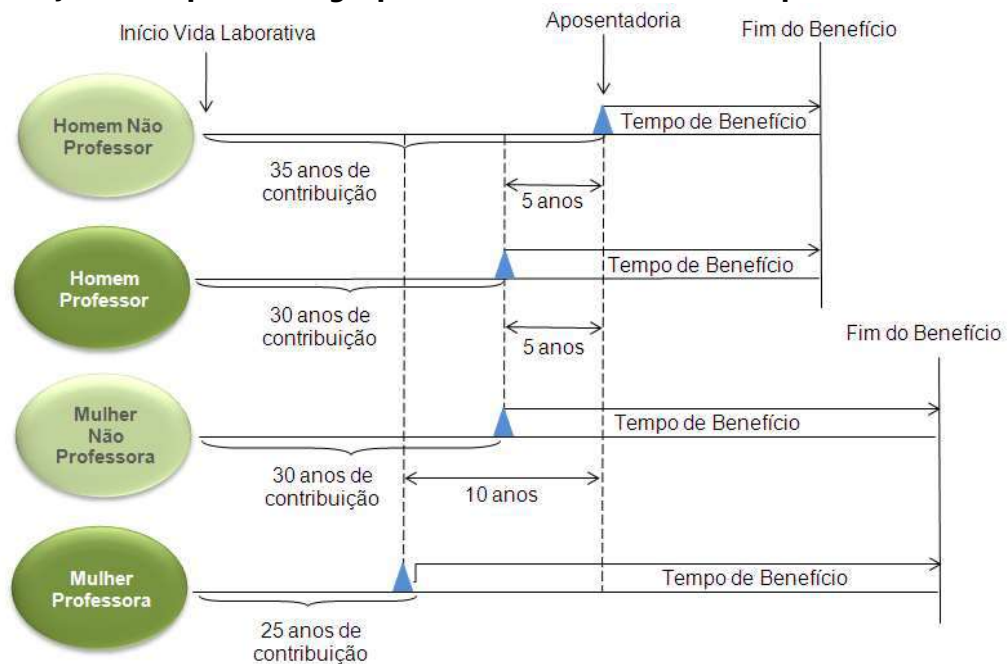 Início Vida Laborativa
Aposentadoria
Fim do Benefício
Homem Não
Professor
Tempo de Benefício
35 anos de
contribuição
5 anos
Homem
Professor
Tempo de Benefício
30 anos de
contribuição
5 anos
Fim do Benefício
Mulher
Não
Professora
Tempo de Benefício
30 anos de
contribuição
10 anos
Mulher
Professora
Tempo de Benefício
25 anos de
contribuição